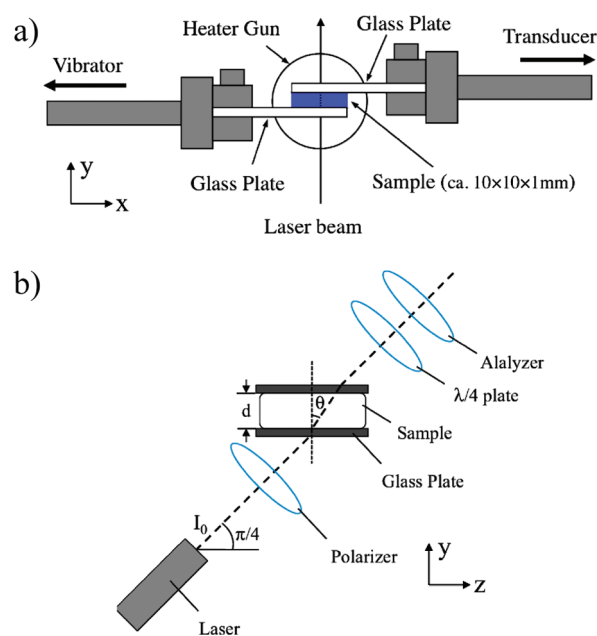 a)
Heater Gun
Glass Plate
Transducer
Vibrator
Glass Plate
Sample (ca. 10×10×1mm)
y
x
Laser beam
b)
Alalyzer
λ/4 plate
θ
d
Sample
Glass Plate
I₀
π/4
Polarizer
y
z
Laser